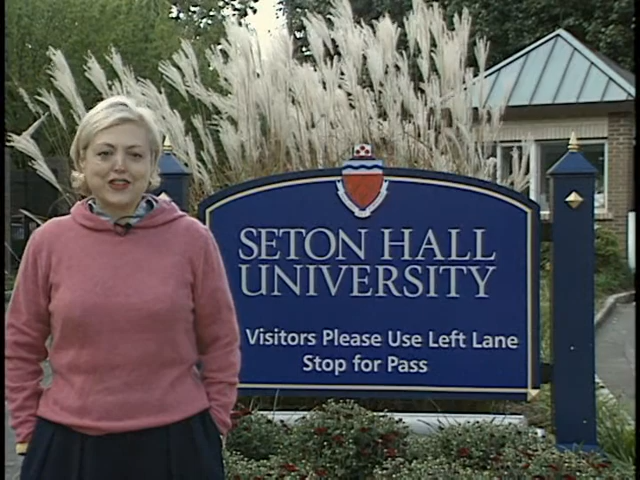 SETON HALL
UNIVERSITY
Visitors Please Use Left Lane
Stop for Pass